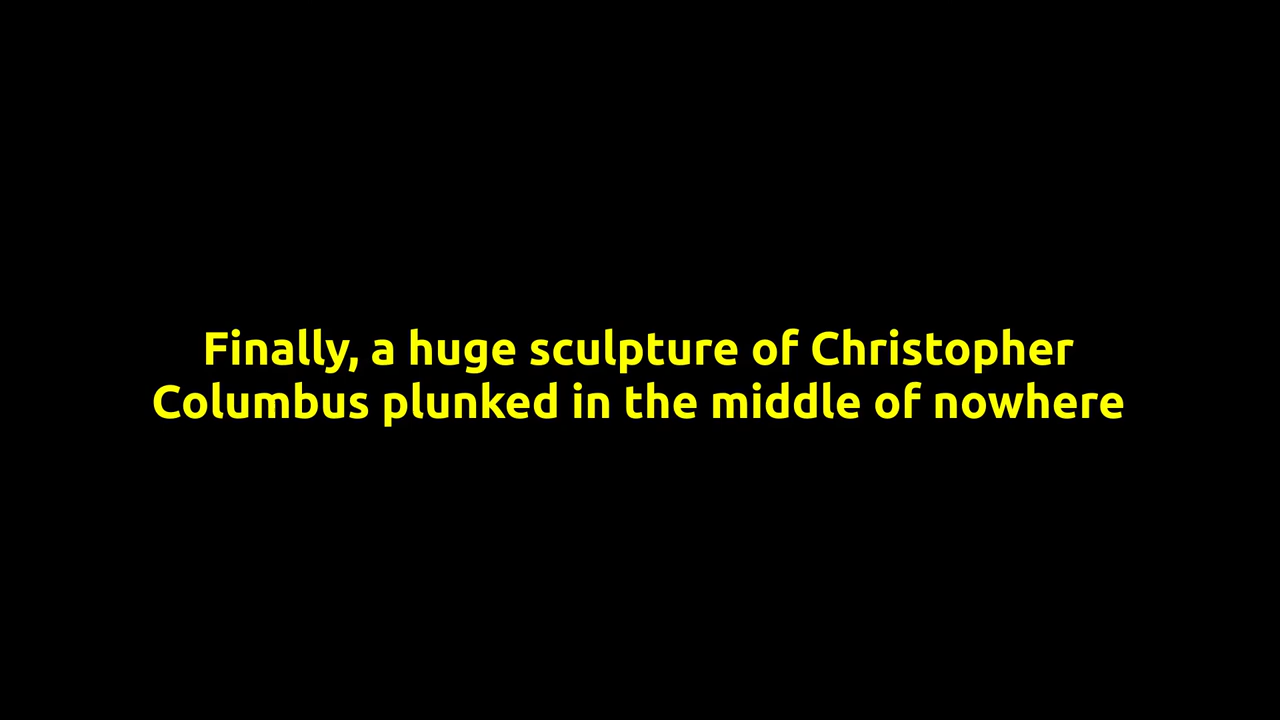 Finally, a huge sculpture of Christopher
Columbus plunked in the middle of nowhere